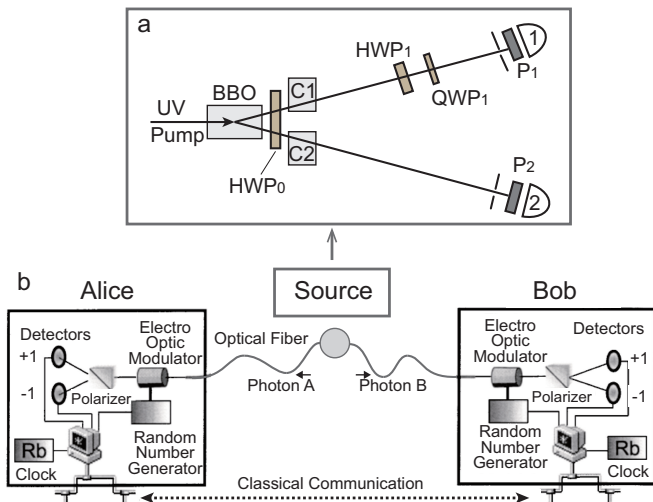 a
HWP1
1
P1
QWP1
BBO
C1
UV
Pump
C2
HWP0
P2
2
b
Alice
Source
Bob
Detectors
+1
-1
Electro
Optic
Modulator
Polarizer
Optical Fiber
Photon A
Photon B
Electro
Optic
Modulator
Detectors
+1
-1
Polarizer
Rb
Clock
Random
Number
Generator
Random
Number
Generator
Rb
Clock
Classical Communication